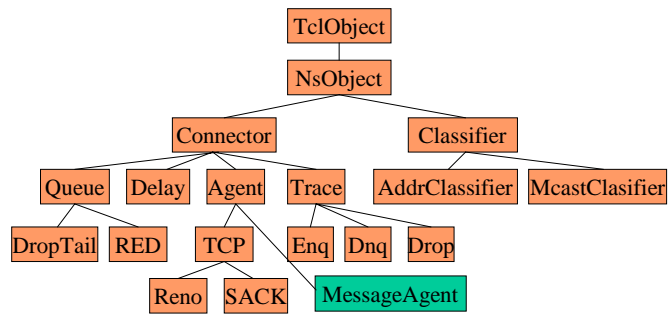 TclObject
NsObject
Connector
Classifier
Queue
Delay
Agent
Trace
AddrClassifier
McastClasifier
DropTail
RED
TCP
Enq
Dnq
Drop
Reno
SACK
MessageAgent